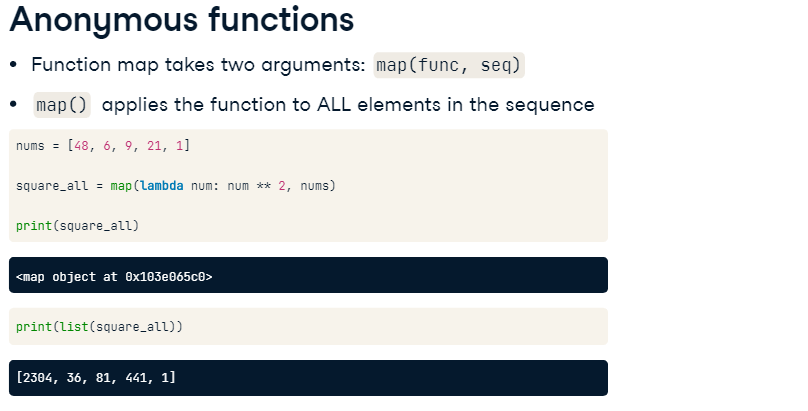 Anonymous functions
• Function map takes two arguments: map(func, seq)
• map() applies the function to ALL elements in the sequence
nums = [48, 6, 9, 21, 1]
square_all = map(lambda num: num ** 2, nums)
print(square_all)
<map object at 0x103e065c0>
print(list(square_all))
[2304, 36, 81, 441, 1]